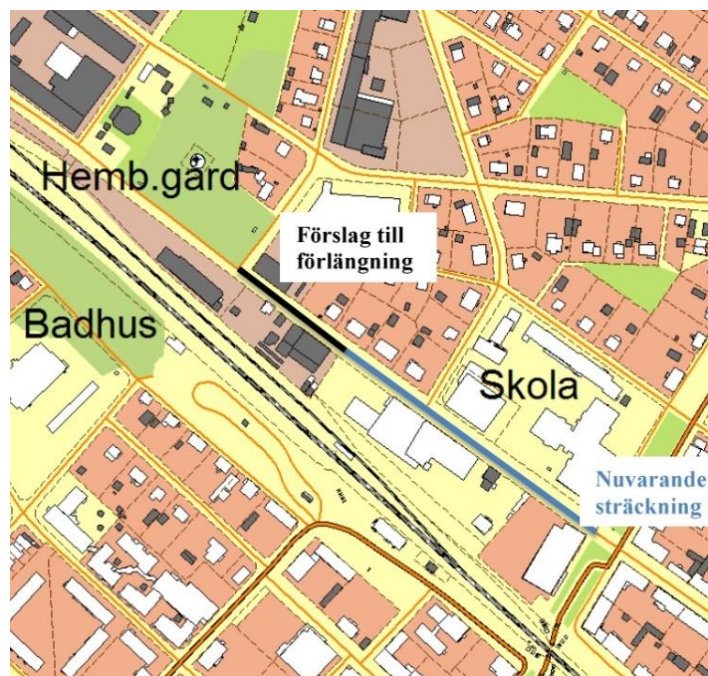 Hemb.gård
Förslag till
förlängning
Badhus
Skola
Nuvarande
sträckning